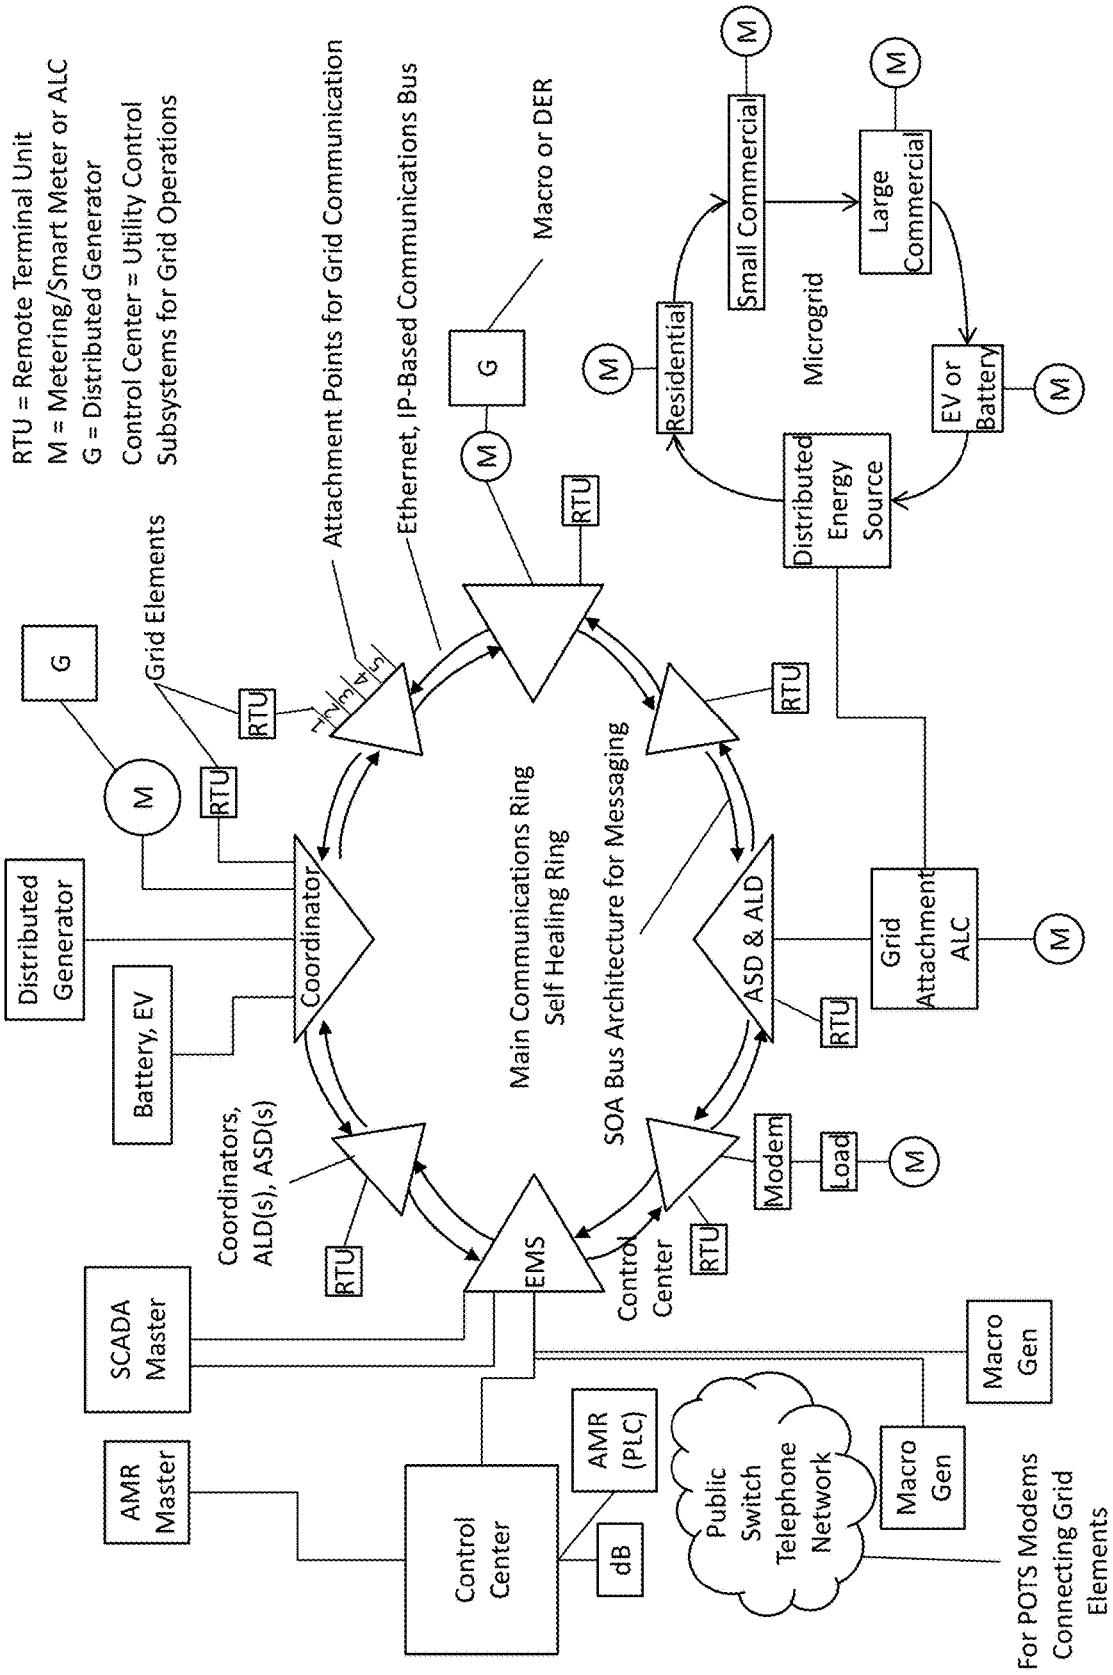 RTU = Remote Terminal Unit
M = Metering/Smart Meter or ALC
G = Distributed Generator
Control Center = Utility Control
Subsystems for Grid Operations
AMR
Master
SCADA
Master
Control
Center
dB
AMR
(PLC)
Public
Switch
Telephone
Network
Macro
Gen
Macro
Gen
For POTS Modems
Connecting Grid
Elements
Battery, EV
Distributed
Generator
M
G
RTU
RTU
Grid Elements
Coordinators,
ALD(s), ASD(s)
RTU
Coordinator
1
2
3
4
5
Attachment Points for Grid Communication
Ethernet, IP-Based Communications Bus
EMS
Control
Center
Main Communications Ring
Self Healing Ring
SOA Bus Architecture for Messaging
M
G
Macro or DER
RTU
RTU
RTU
Modem
Load
M
ASD & ALD
RTU
Grid
Attachment
ALC
M
Distributed
Energy
Source
Residential
M
Small Commercial
M
Large
Commercial
M
EV or
Battery
M
Microgrid